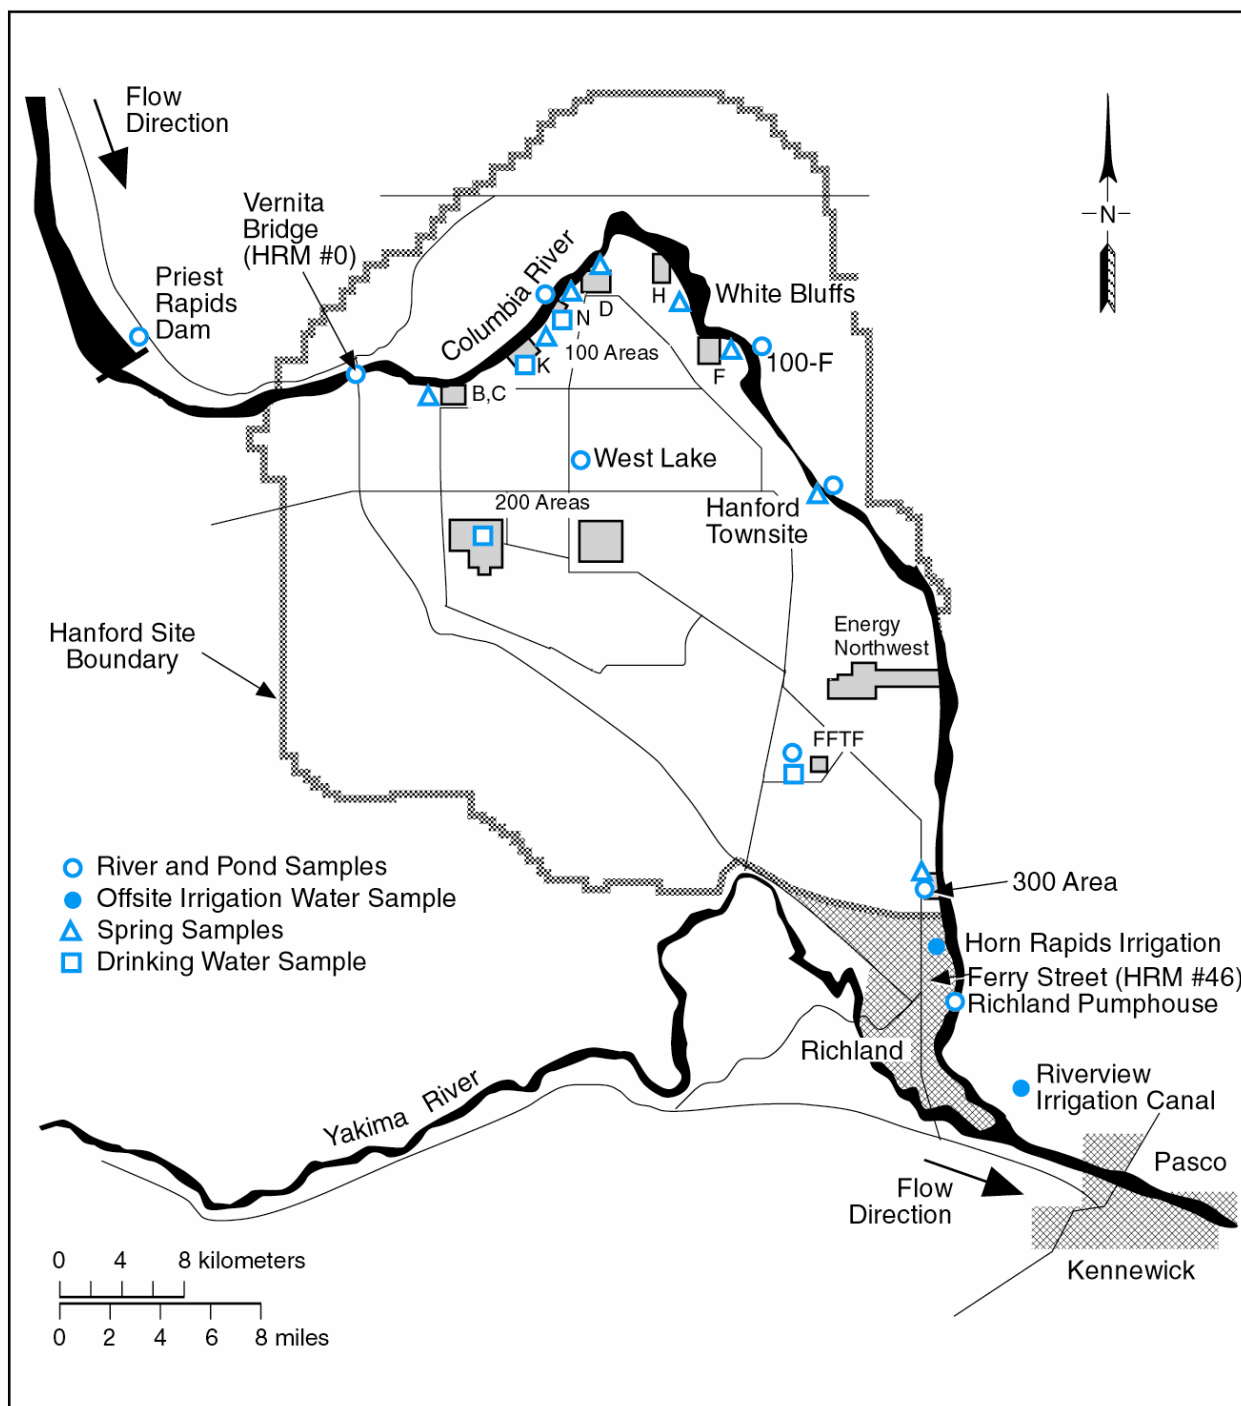 Flow
Direction
Vernita
Bridge
(HRM #0)
Priest
Rapids
Dam
Columbia River
N
D
H
White Bluffs
K
100 Areas
F
100-F
B,C
West Lake
200 Areas
Hanford
Townsite
Hanford Site
Boundary
Energy
Northwest
FFTF
River and Pond Samples
Offsite Irrigation Water Sample
Spring Samples
Drinking Water Sample
300 Area
Horn Rapids Irrigation
Ferry Street (HRM #46)
Richland Pumphouse
Richland
Riverview
Irrigation Canal
Yakima River
Pasco
Flow
Direction
Kennewick
0 4 8 kilometers
0 2 4 6 8 miles
N